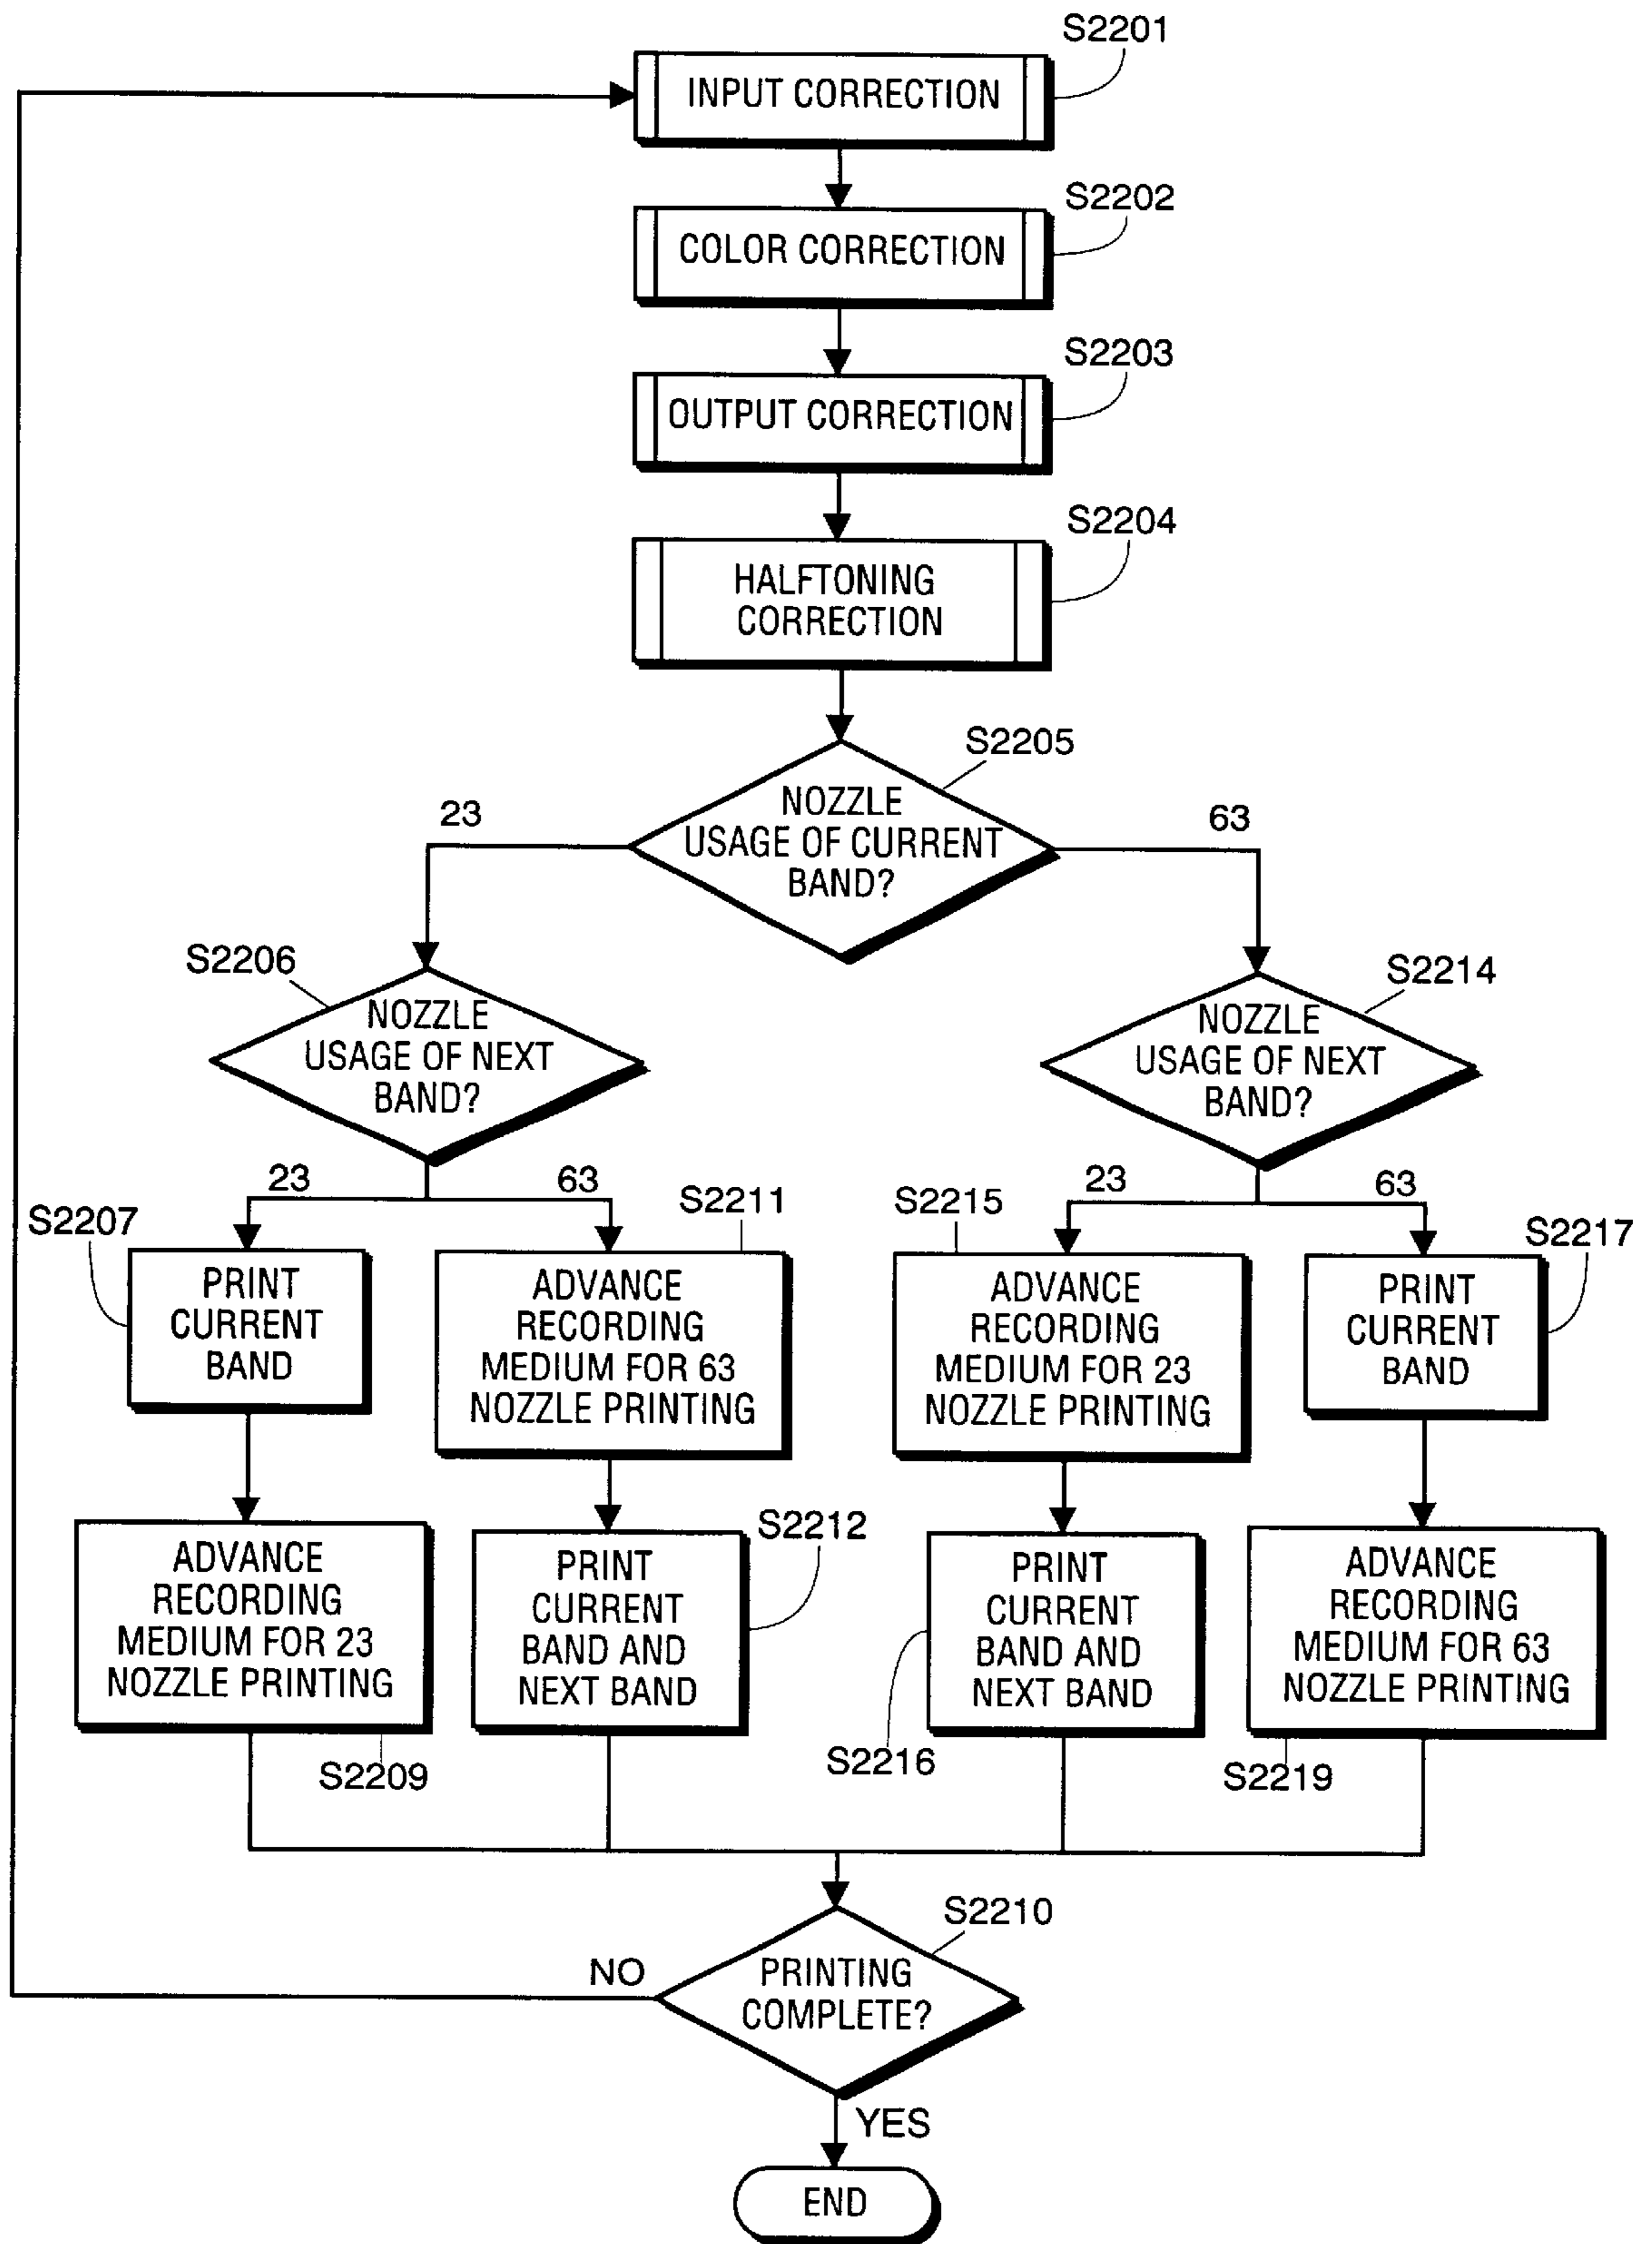 S2201
INPUT CORRECTION
S2202
COLOR CORRECTION
S2203
OUTPUT CORRECTION
S2204
HALFTONING
CORRECTION
S2205
NOZZLE
USAGE OF CURRENT
BAND?
23
63
S2206
NOZZLE
USAGE OF NEXT
BAND?
S2214
NOZZLE
USAGE OF NEXT
BAND?
23
63
23
63
S2207
PRINT
CURRENT
BAND
S2211
ADVANCE
RECORDING
MEDIUM FOR 63
NOZZLE PRINTING
S2215
ADVANCE
RECORDING
MEDIUM FOR 23
NOZZLE PRINTING
S2217
PRINT
CURRENT
BAND
ADVANCE
RECORDING
MEDIUM FOR 23
NOZZLE PRINTING
S2209
S2212
PRINT
CURRENT
BAND AND
NEXT BAND
PRINT
CURRENT
BAND AND
NEXT BAND
S2216
ADVANCE
RECORDING
MEDIUM FOR 63
NOZZLE PRINTING
S2219
S2210
PRINTING
COMPLETE?
NO
YES
END